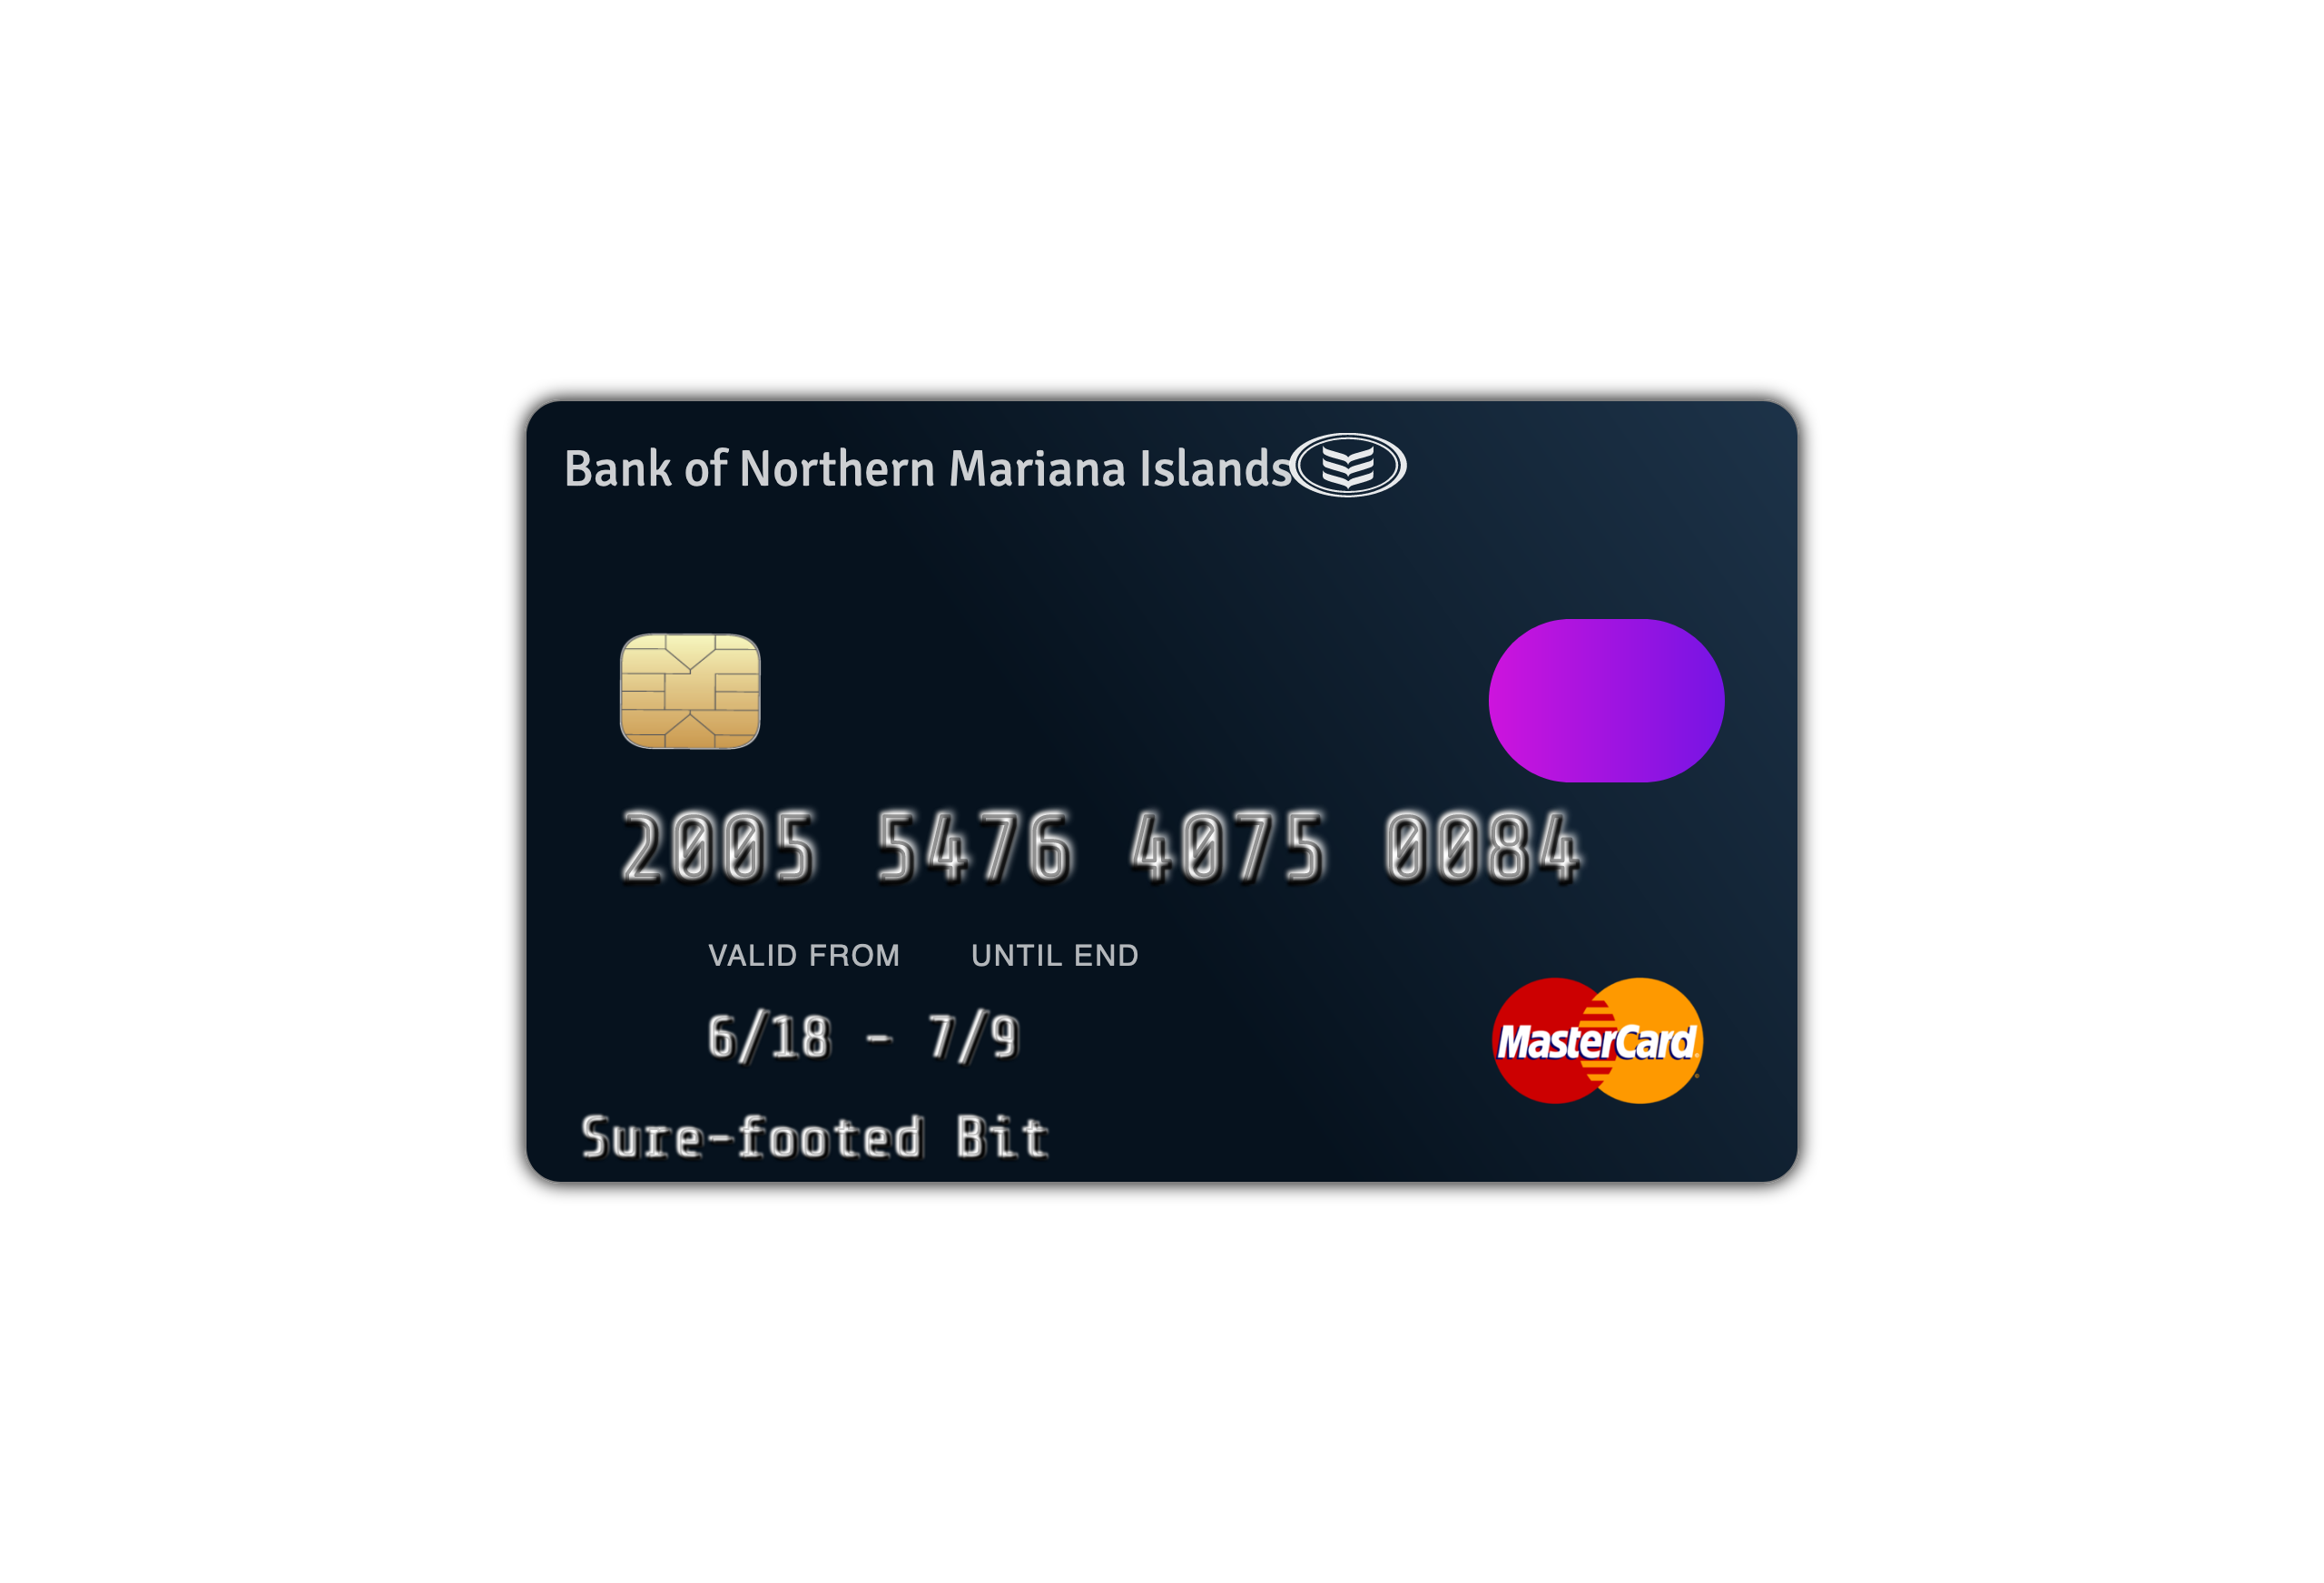 Bank of Northern Mariana Islands
2005 5476 4075 0084
VALID FROM UNTIL END
6/18 - 7/9
MasterCard
Sure-footed Bit